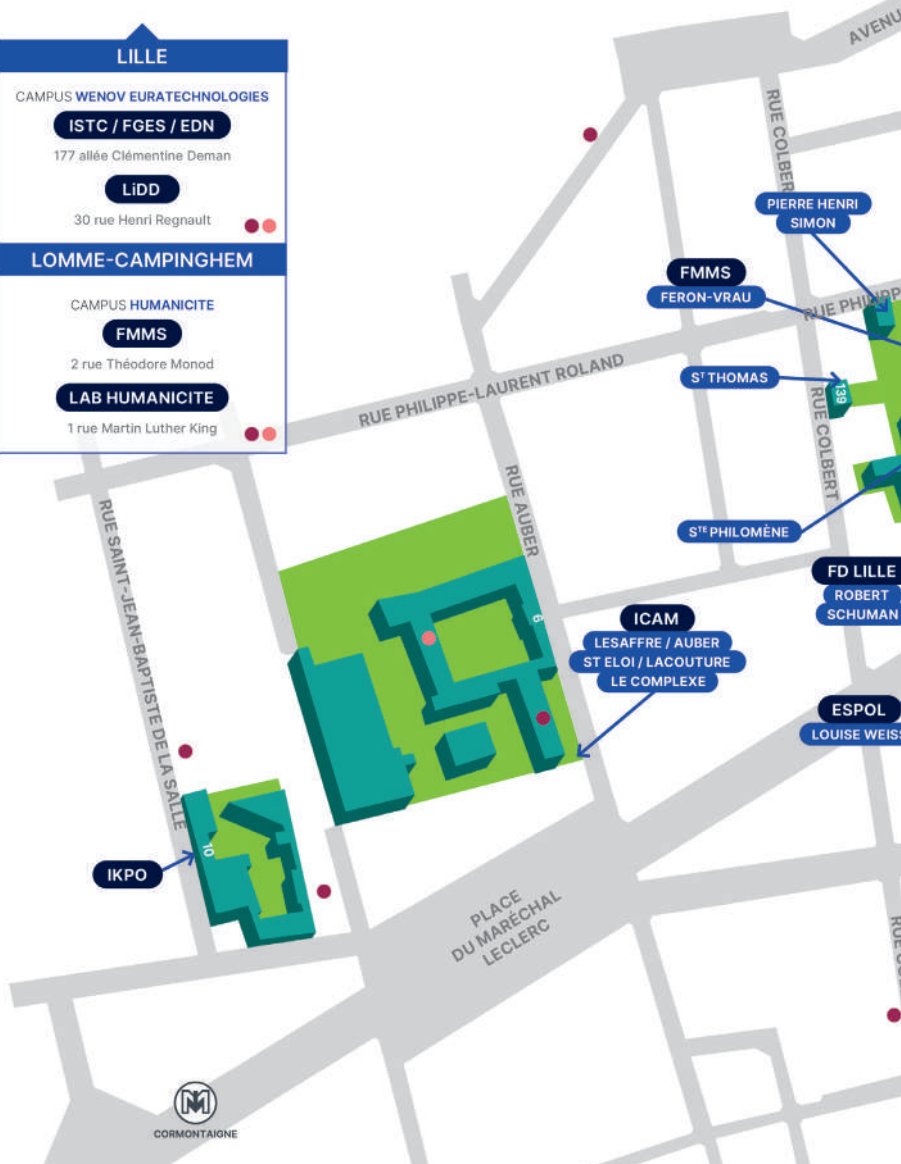 LILLE
CAMPUS WENOV EURATECHNOLOGIES
ISTC / FGES / EDN
177 allée Clémentine Deman
LiDD
30 rue Henri Regnault
LOMME-CAMPINGHEM
CAMPUS HUMANICITE
FMMS
2 rue Théodore Monod
LAB HUMANICITE
1 rue Martin Luther King
AVENU
RUE COLBERT
PIERRE HENRI
SIMON
FMMS
FERON-VRAU
RUE PHILIPP
RUE PHILIPPE-LAURENT ROLAND
ST THOMAS
139
RUE COLBERT
RUE AUBER
RUE SAINT-JEAN-BAPTISTE DE LA SALLE
STE PHILOMÈNE
FD LILLE
ROBERT
SCHUMAN
6
ICAM
LESAFFRE / AUBER
ST ELOI / LACOUTURE
LE COMPLEXE
ESPOL
LOUISE WEISS
10
IKPO
PLACE
DU MARÉCHAL
LECLERC
RUE
M
CORMONTAIGNE